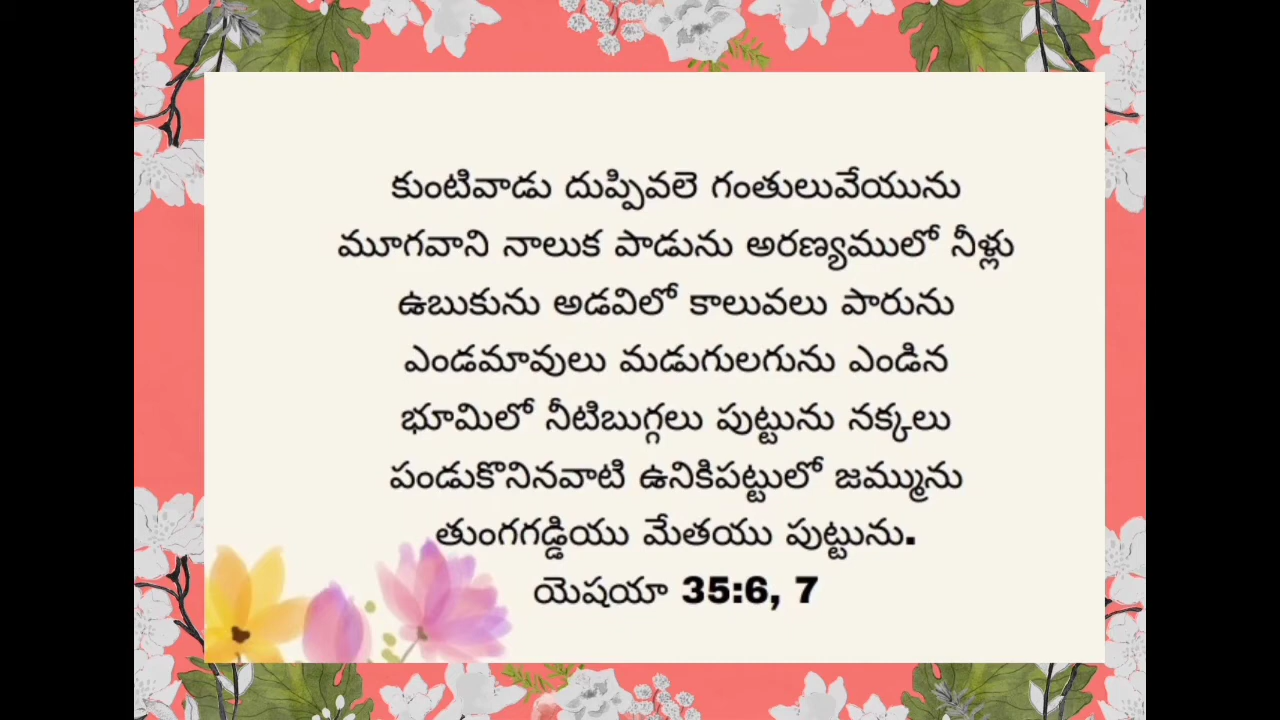 కుంటివాడు దుప్పివలె గంతులువేయును
మూగవాని నాలుక పాడును అరణ్యములో నీళ్లు
ఉబుకును అడవిలో కాలువలు పారును
ఎండమావులు మడుగులగును ఎండిన
భూమిలో నీటిబుగ్గలు పుట్టును నక్కలు
పండుకొనినవాటి ఉనికిపట్టులో జమ్మును
తుంగగడ్డియు మేతయు పుట్టును.
యెషయా 35:6, 7